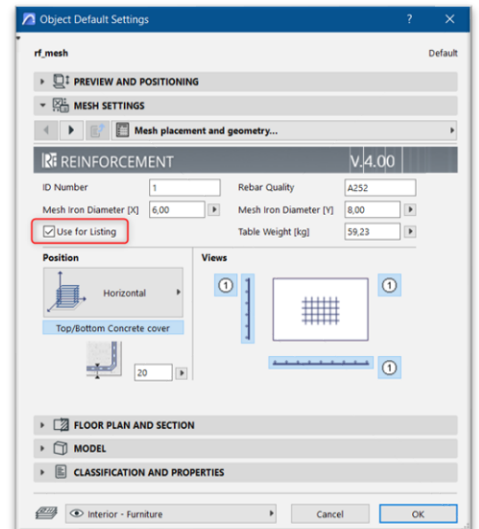 Object Default Settings
rf_mesh
Default
PREVIEW AND POSITIONING
MESH SETTINGS
Mesh placement and geometry...
REINFORCEMENT
V.4.00
ID Number 1 Rebar Quality A252
Mesh Iron Diameter [X] 6,00 Mesh Iron Diameter [Y] 8,00
Use for Listing Table Weight [kg] 59,23
Position Views
Horizontal
1 1
Top/Bottom Concrete cover
1
20
FLOOR PLAN AND SECTION
MODEL
CLASSIFICATION AND PROPERTIES
Interior - Furniture Cancel OK